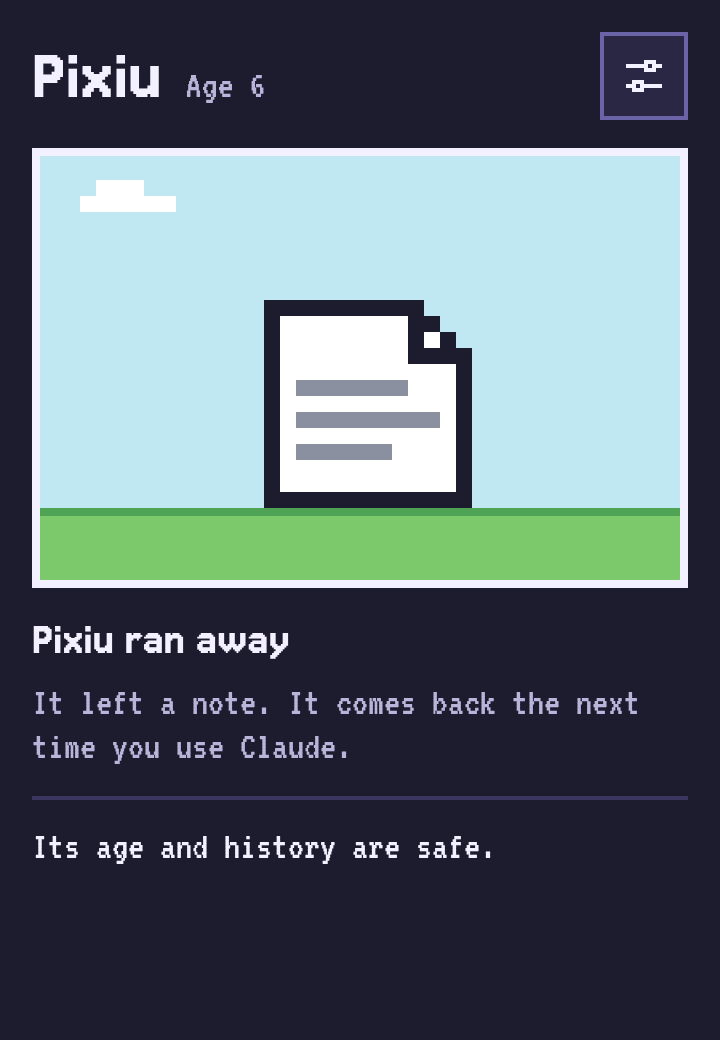 Pixiu Age 6
Pixiu ran away
It left a note. It comes back the next
time you use Claude.
Its age and history are safe.